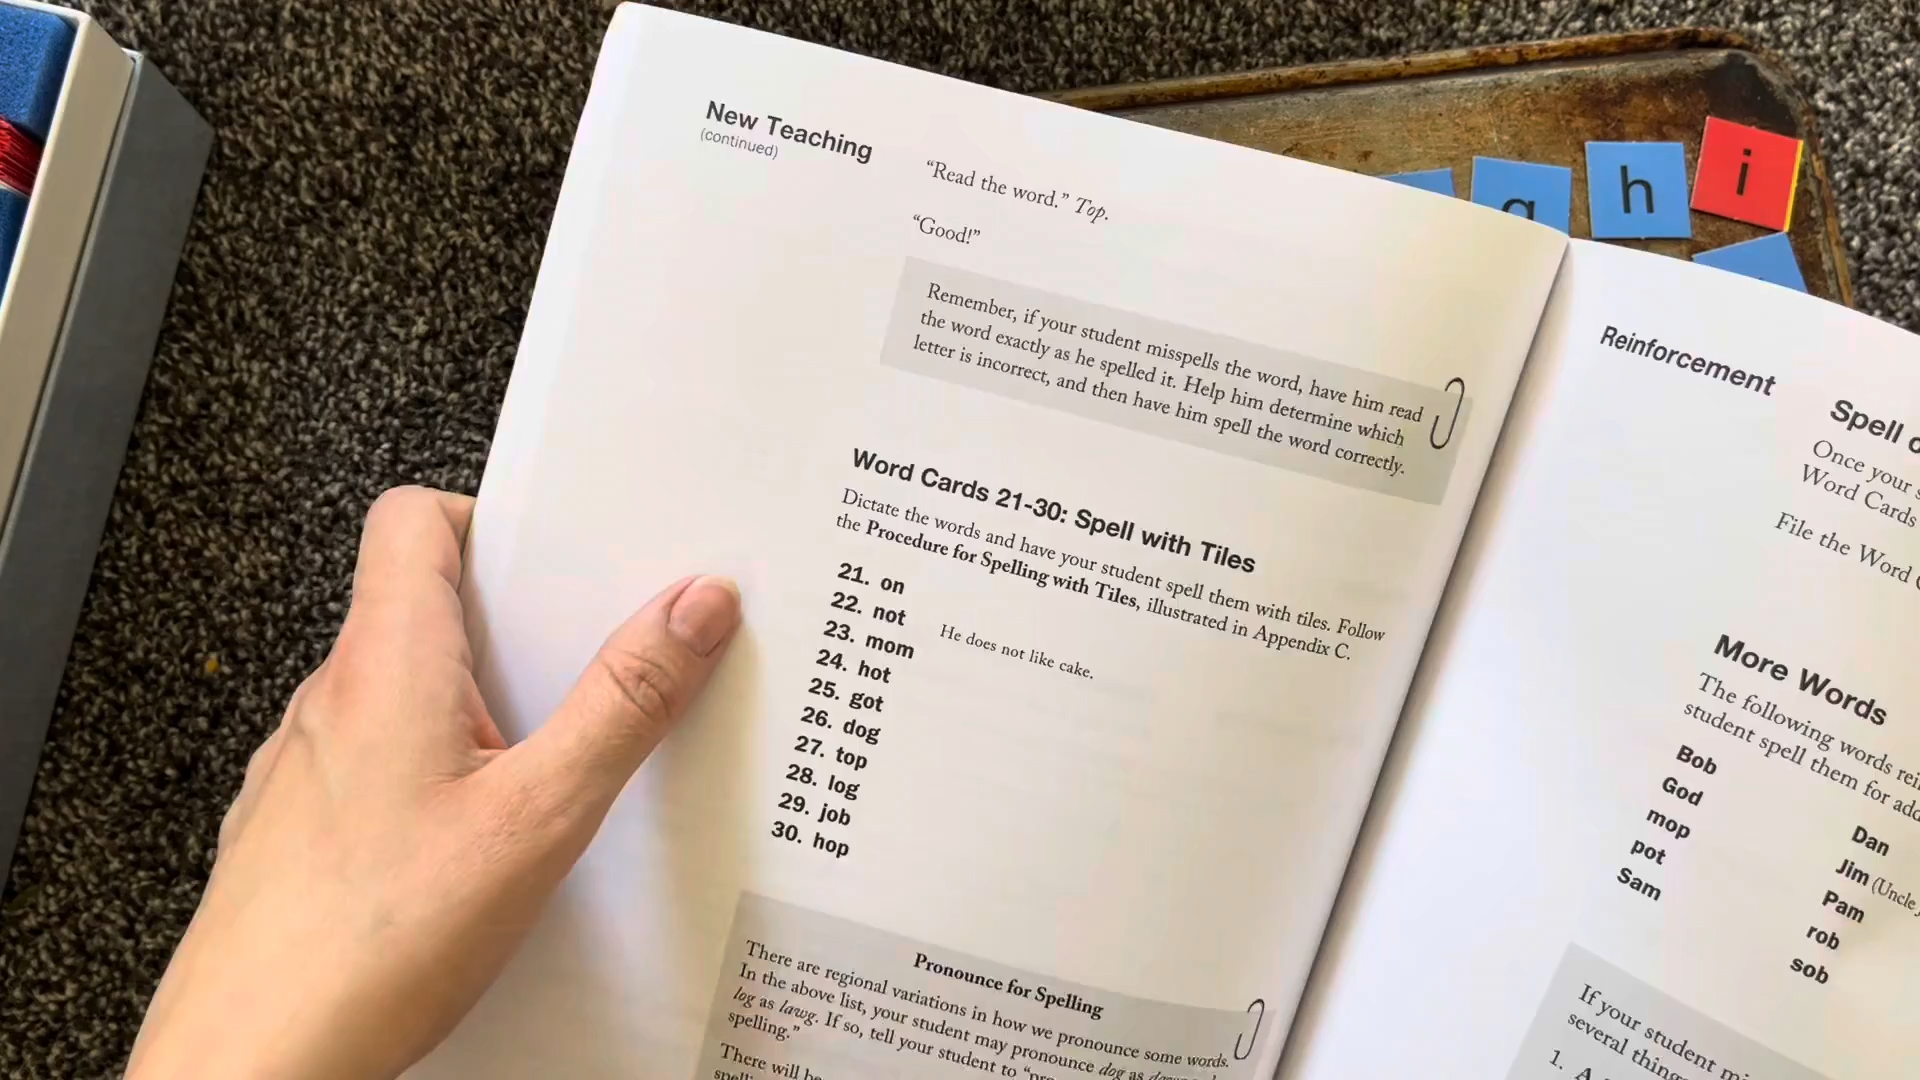 New Teaching
(continued)
“Read the word.” Top.
“Good!”
Remember, if your student misspells the word, have him read
the word exactly as he spelled it. Help him determine which
letter is incorrect, and then have him spell the word correctly.
Word Cards 21-30: Spell with Tiles
Dictate the words and have your student spell them with tiles. Follow
the Procedure for Spelling with Tiles, illustrated in Appendix C.
21. on
22. not He does not like cake.
23. mom
24. hot
25. got
26. dog
27. top
28. log
29. job
30. hop
Pronounce for Spelling
There are regional variations in how we pronounce some words.
In the above list, your student may pronounce dog as
log as lawg. If so, tell your student to
spelling.”
There will be
h
i
Reinforcement
Spell
Once your
Word Cards
File the Word
More Words
The following words
student spell them for
Bob
God
mop
pot
Sam
Dan
Jim (Uncle
Pam
rob
sob
If your student
several
1.